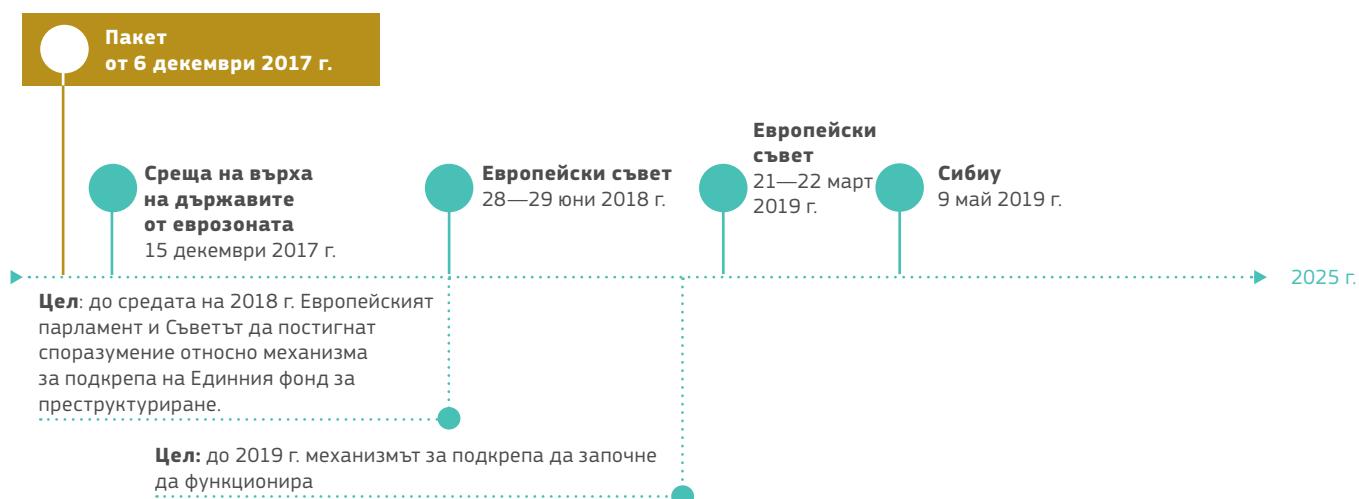 Пакет
от 6 декември 2017 г.
Среща на върха
на държавите
от еврозоната
15 декември 2017 г.
Европейски съвет
28—29 юни 2018 г.
Европейски
съвет
21—22 март
2019 г.
Сибиу
9 май 2019 г.
2025 г.
Цел: до средата на 2018 г. Европейският
парламент и Съветът да постигнат
споразумение относно механизма
за подкрепа на Единния фонд за
преструктуриране.
Цел: до 2019 г. механизмът за подкрепа да започне
да функционира